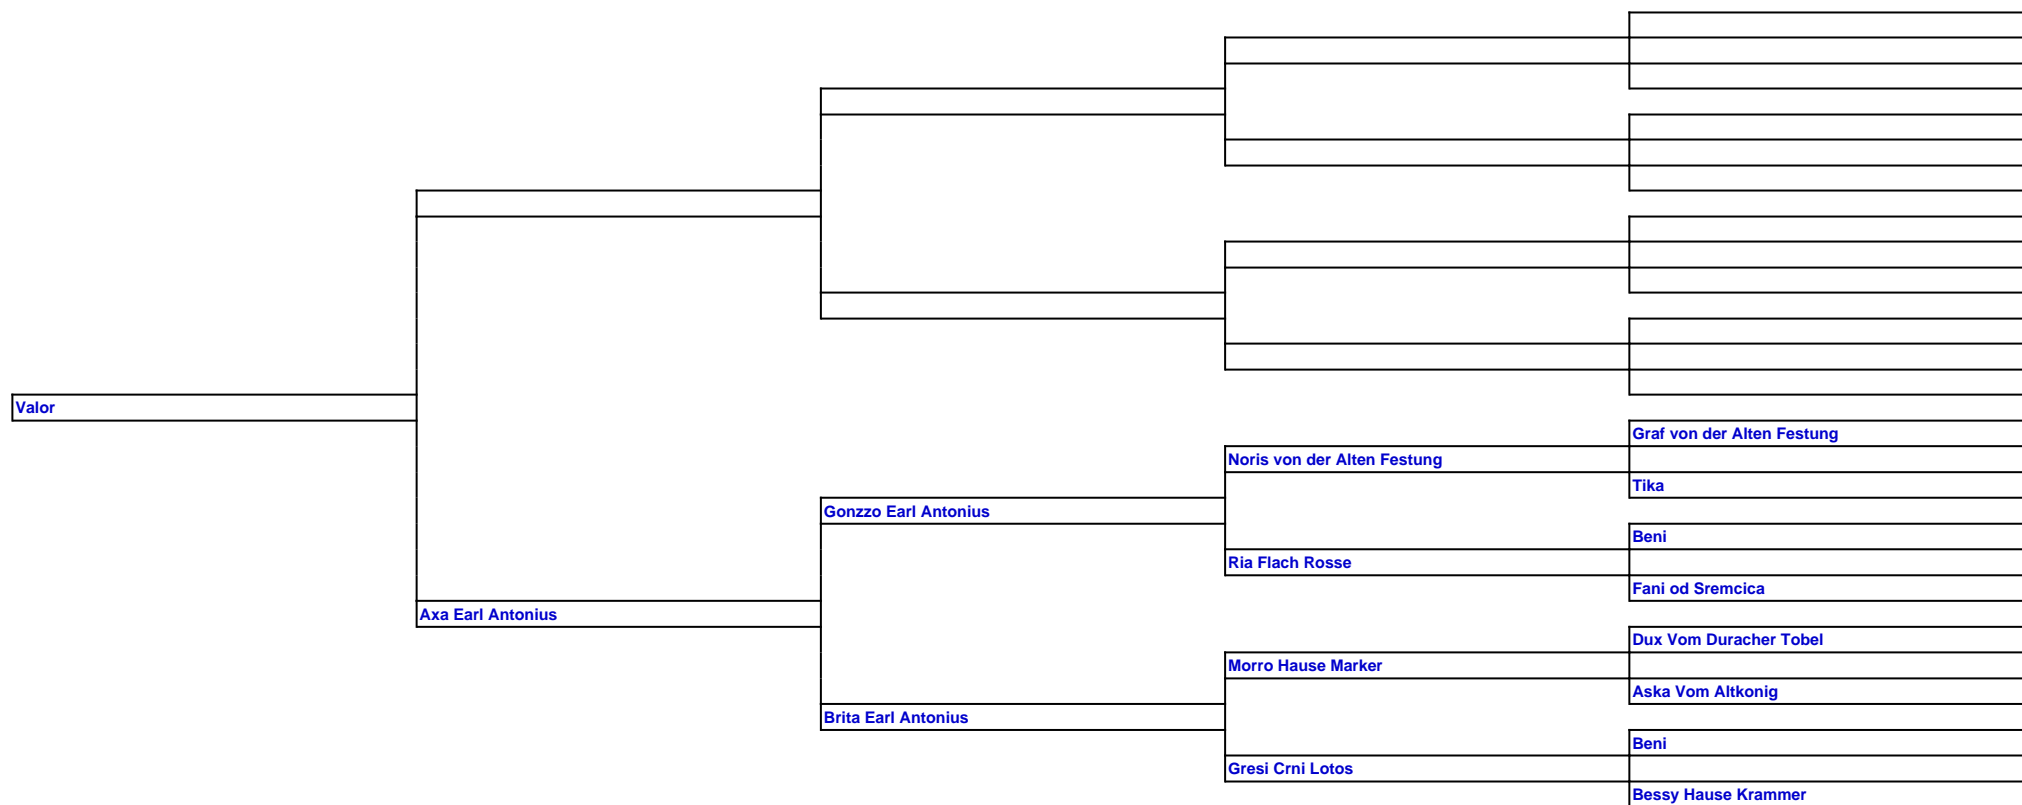 Valor
Graf von der Alten Festung
Noris von der Alten Festung
Tika
Gonzzo Earl Antonius
Beni
Ria Flach Rosse
Fani od Sremcica
Axa Earl Antonius
Dux Vom Duracher Tobel
Morro Hause Marker
Aska Vom Altkonig
Brita Earl Antonius
Beni
Gresi Crni Lotos
Bessy Hause Krammer